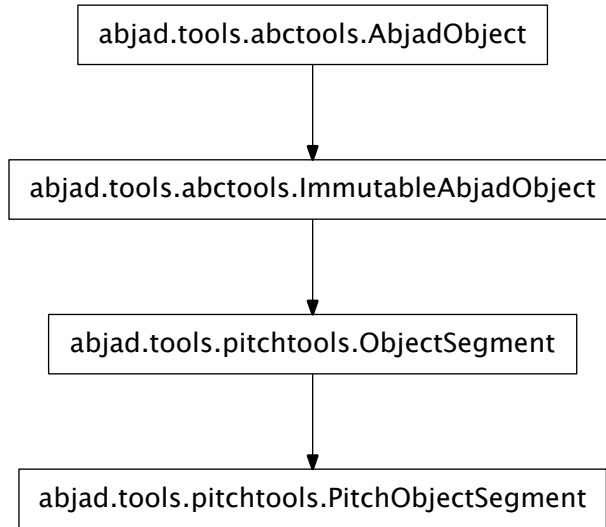 abjad.tools.abctools.AbjadObject
abjad.tools.abctools.ImmutableAbjadObject
abjad.tools.pitchtools.ObjectSegment
abjad.tools.pitchtools.PitchObjectSegment